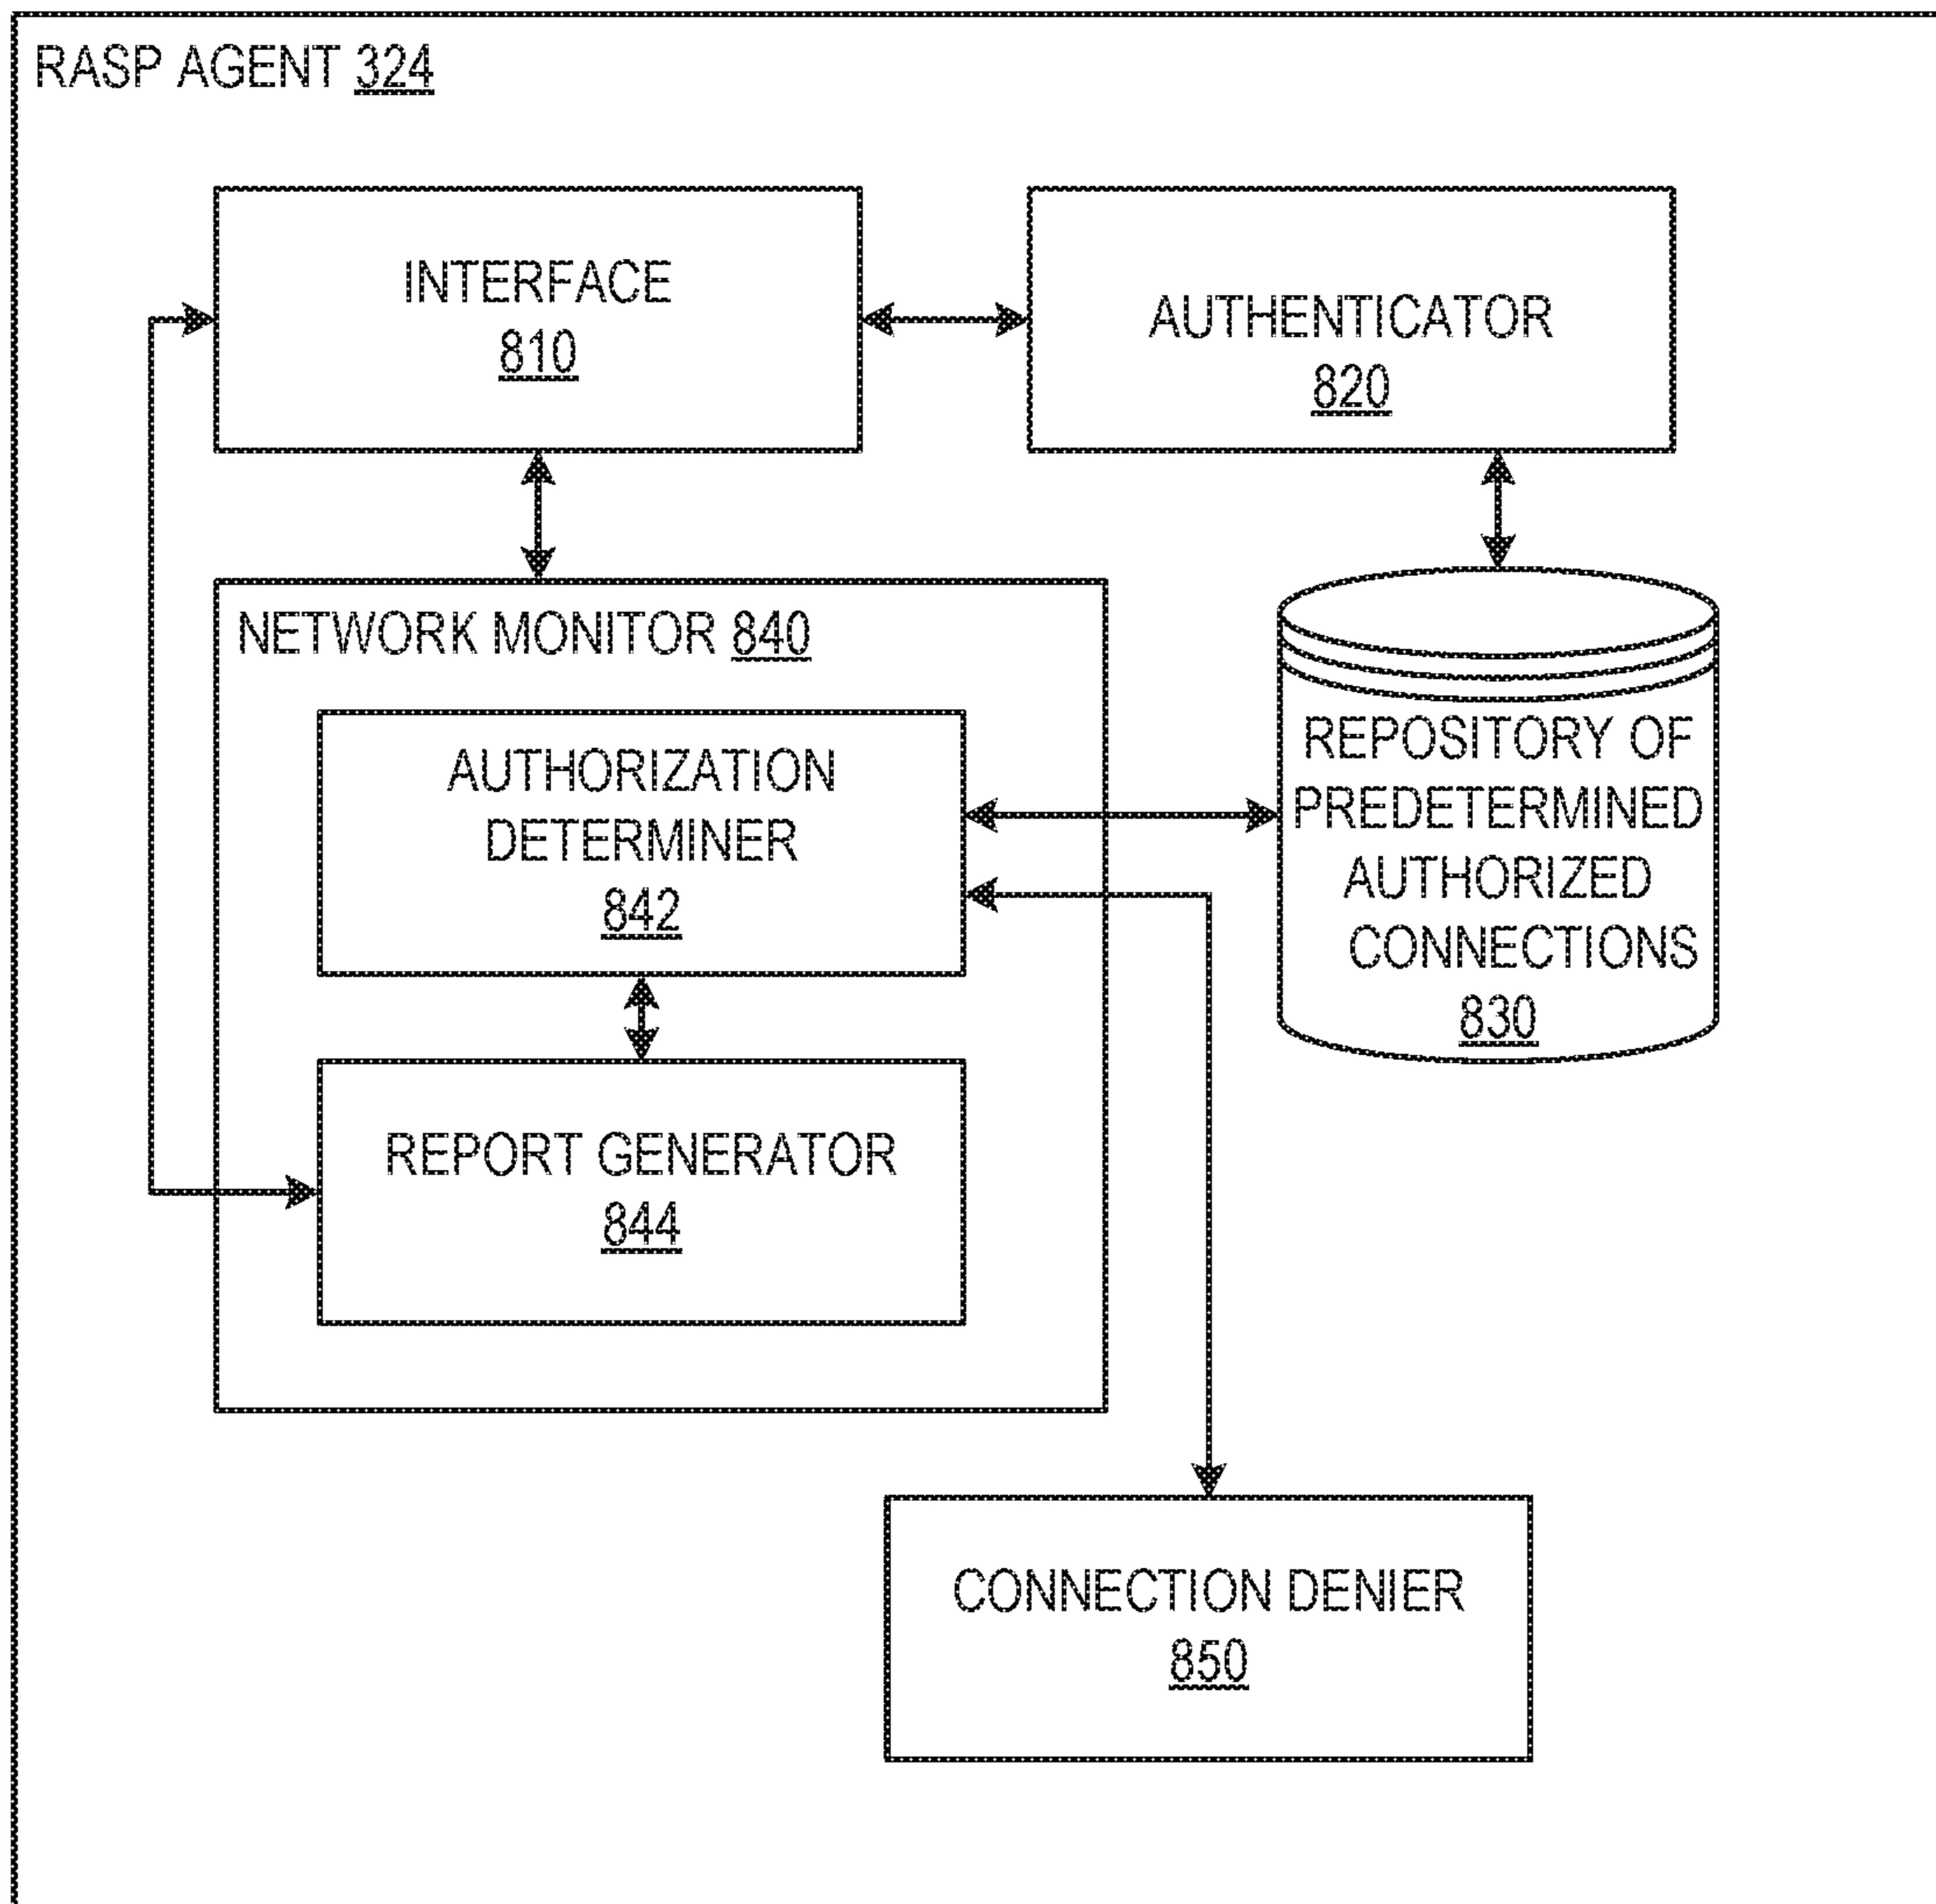 RASP AGENT 324
INTERFACE
810
AUTHENTICATOR
820
NETWORK MONITOR 840
AUTHORIZATION
DETERMINER
842
REPOSITORY OF
PREDETERMINED
AUTHORIZED
CONNECTIONS
830
REPORT GENERATOR
844
CONNECTION DENIER
850